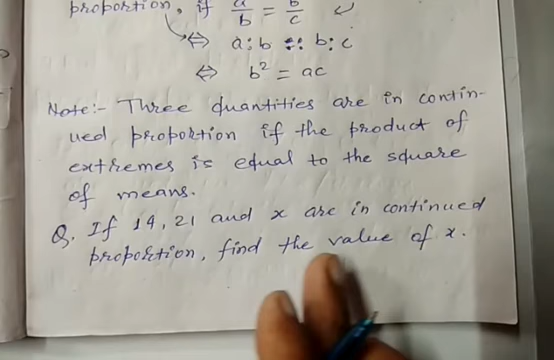 proportion, if a/b = b/c
⇔ a:b :: b:c
⇔ b² = ac
Note:- Three quantities are in contin-
ued proportion if the product of
extremes is equal to the square
of means.
Q. If 14, 21 and x are in continued
proportion, find the value of x.